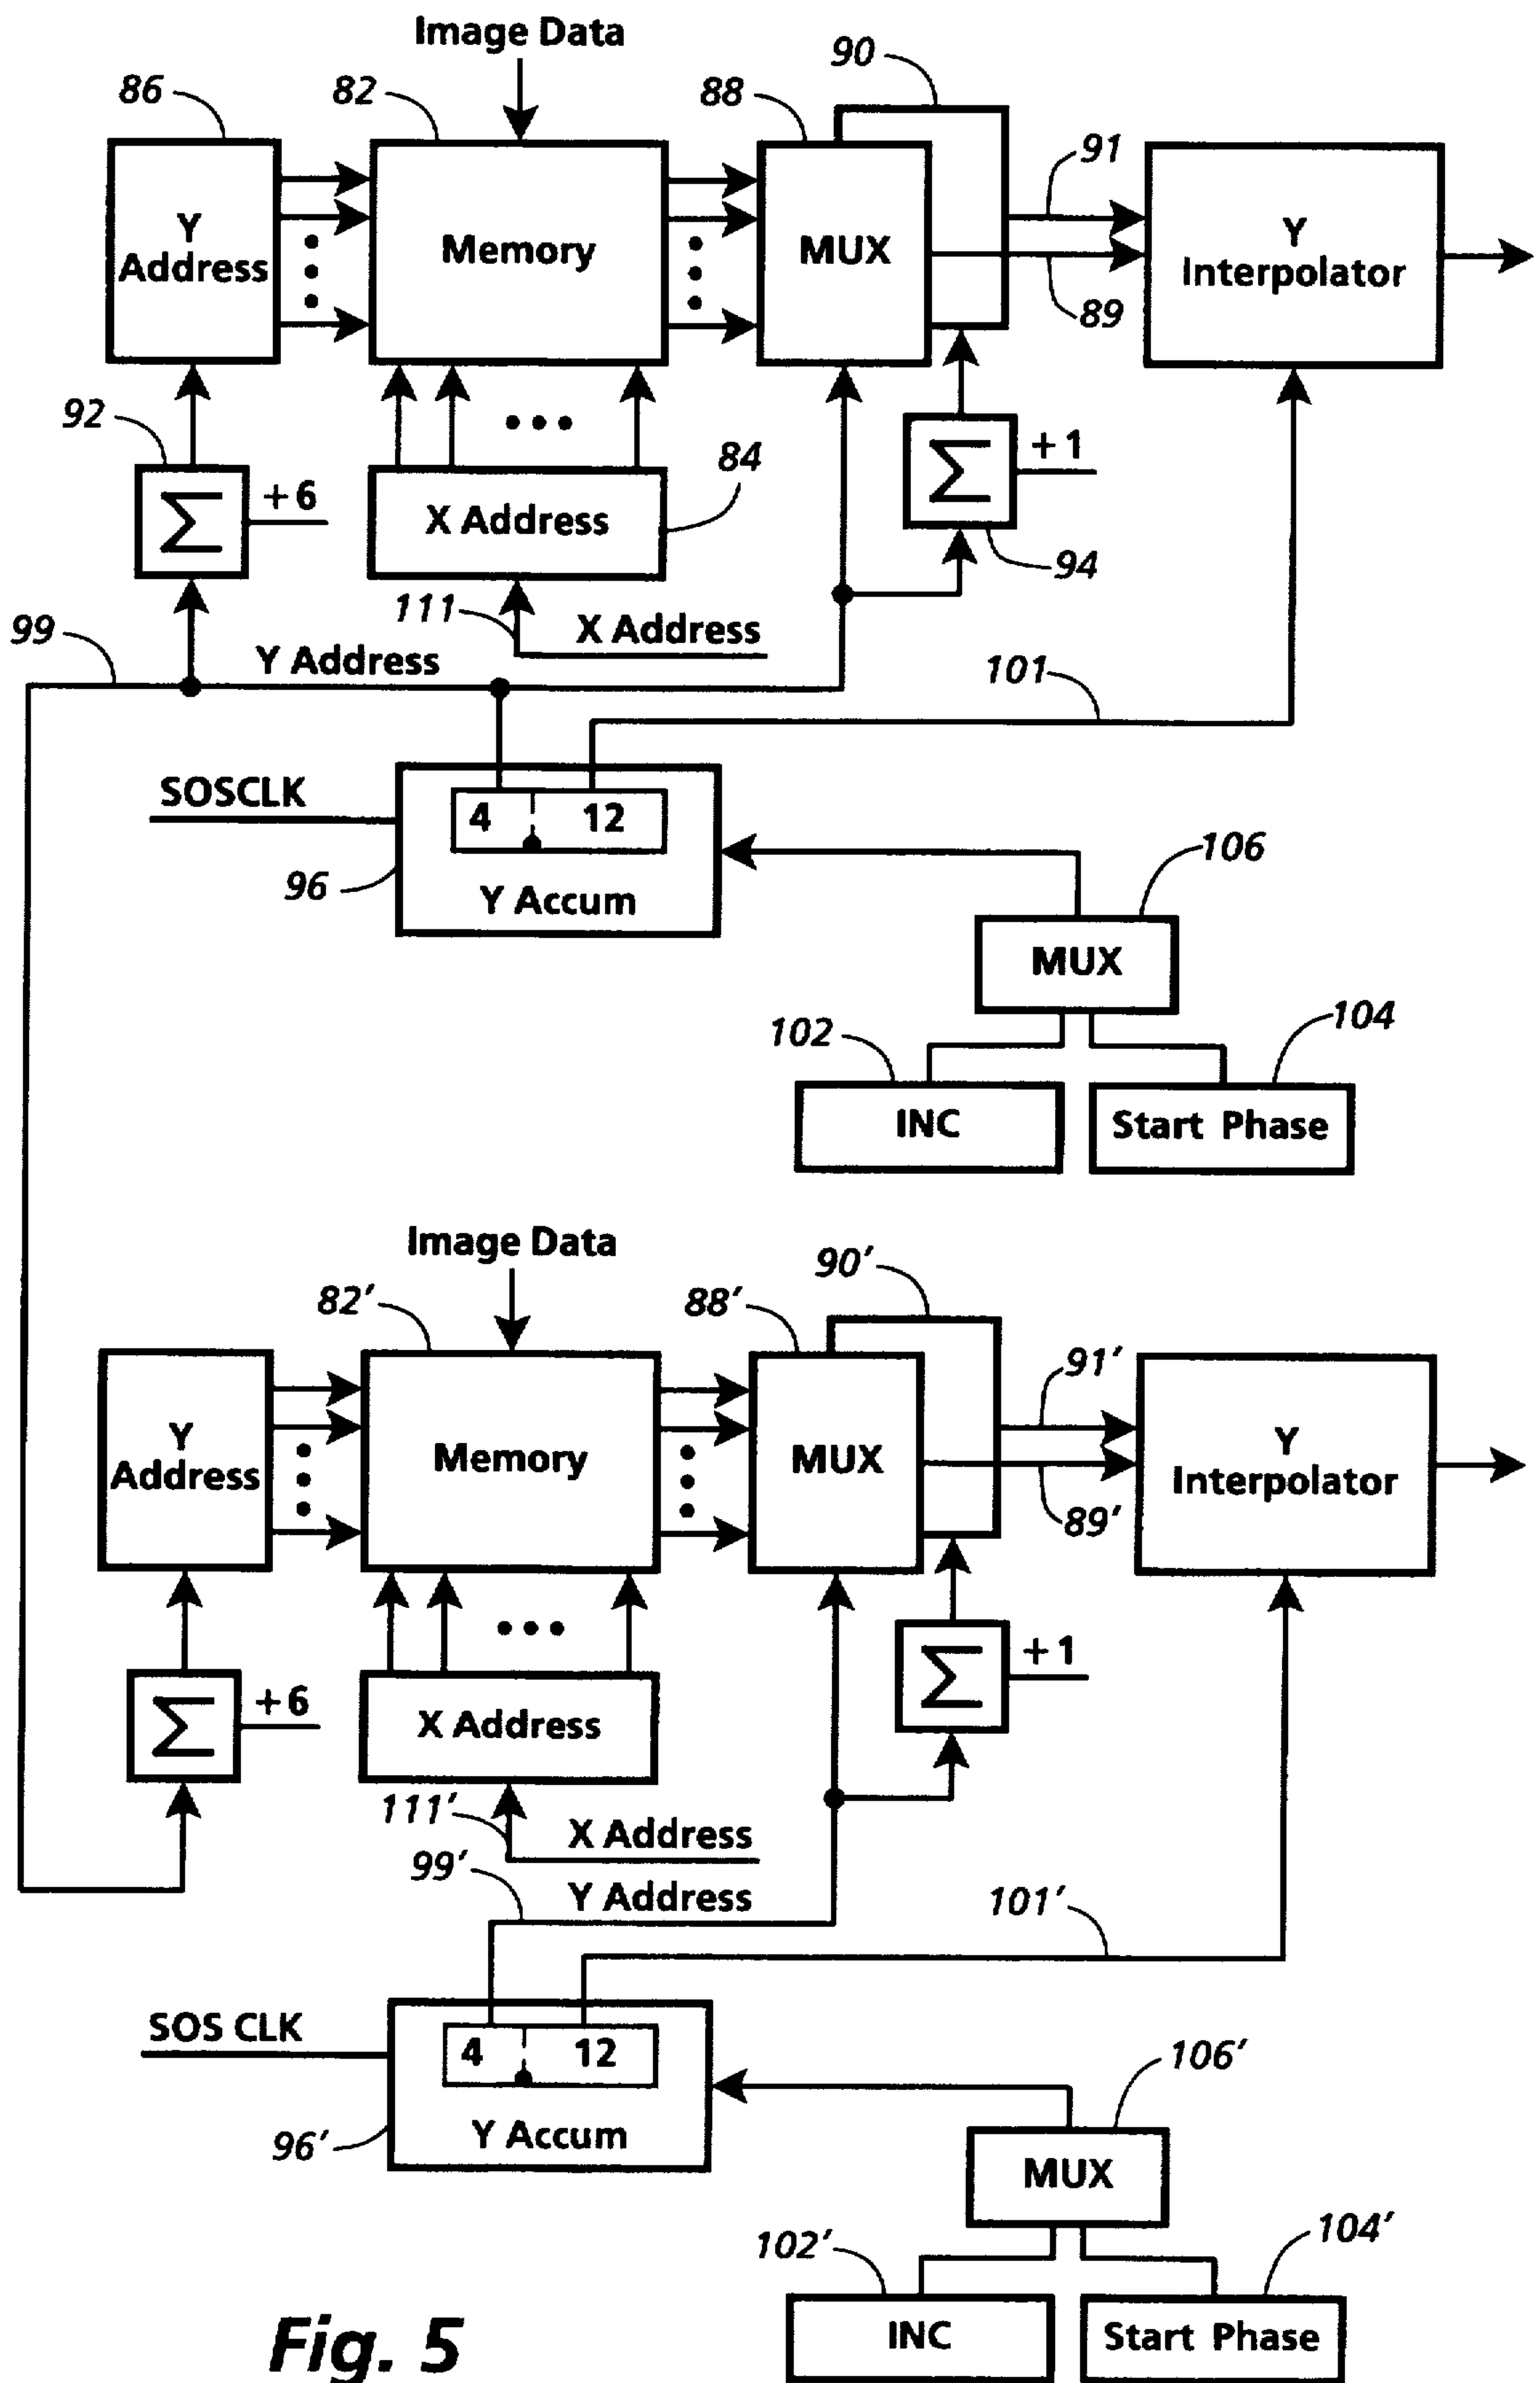 Image Data
90
86
82
88
91
Y
Address
Memory
MUX
Y
Interpolator
89
92
Σ
+6
84
X Address
Σ
+1
94
111
X Address
99
Y Address
101
SOSCLK
4
12
96
Y Accum
106
MUX
102
104
INC
Start Phase
Image Data
90'
82'
88'
91'
Y
Address
Memory
MUX
Y
Interpolator
89'
Σ
+6
X Address
Σ
+1
111'
X Address
99'
Y Address
101'
SOS CLK
4
12
96'
Y Accum
106'
MUX
102'
104'
INC
Start Phase
Fig. 5